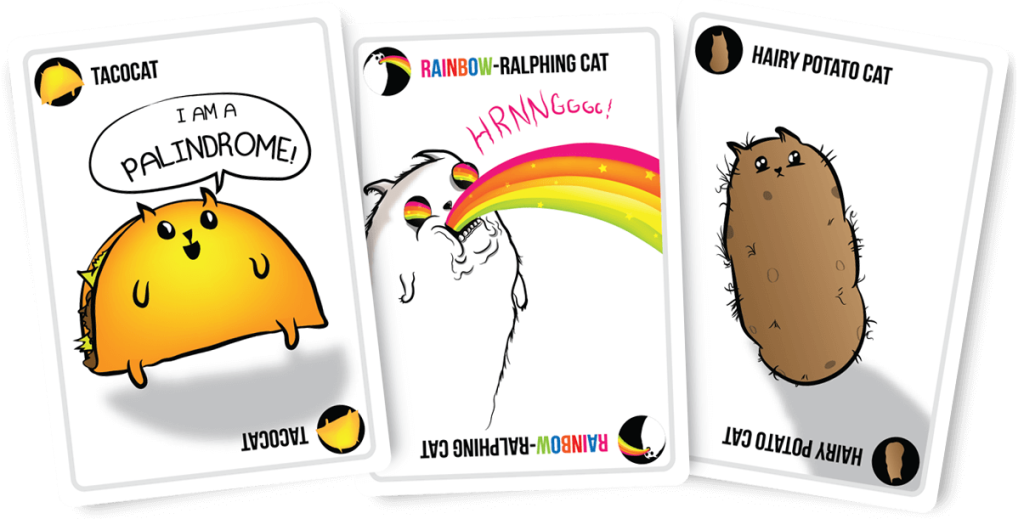 TACOCAT
I AM A
PALINDROME!
TACOCAT
RAINBOW-RALPHING CAT
HRNNGGGG!
RAINBOW-RALPHING CAT
HAIRY POTATO CAT
HAIRY POTATO CAT